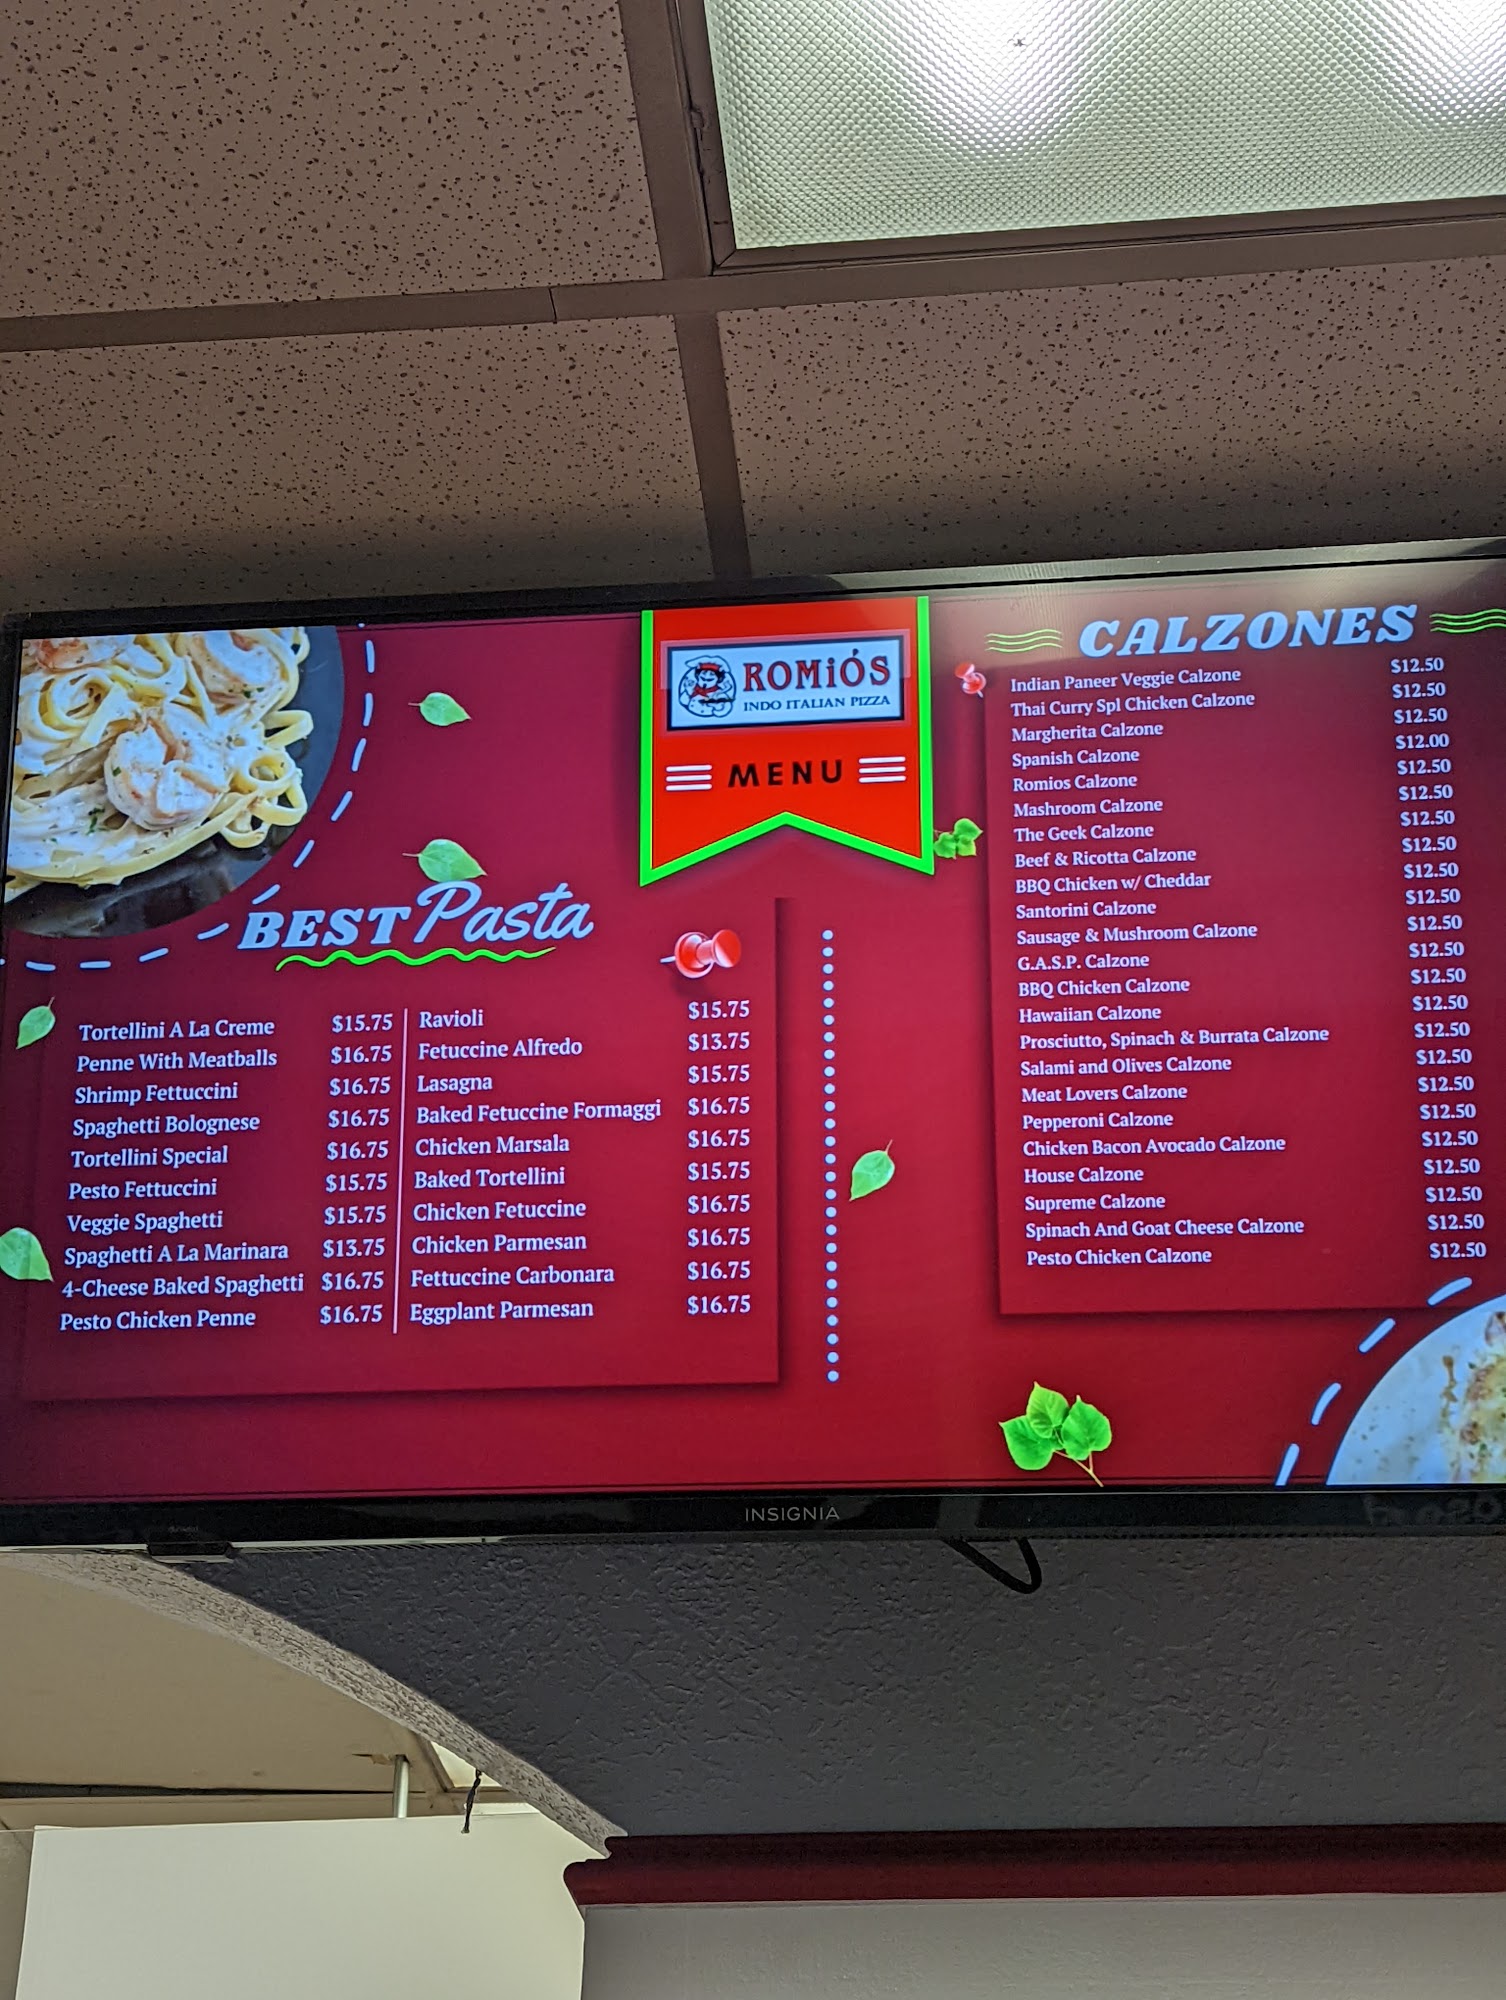 ROMiÓS
INDO ITALIAN PIZZA
MENU
BEST Pasta
Tortellini A La Creme $15.75
Penne With Meatballs $16.75
Shrimp Fettuccini $16.75
Spaghetti Bolognese $16.75
Tortellini Special $16.75
Pesto Fettuccini $15.75
Veggie Spaghetti $15.75
Spaghetti A La Marinara $13.75
4-Cheese Baked Spaghetti $16.75
Pesto Chicken Penne $16.75
Ravioli $15.75
Fetuccine Alfredo $13.75
Lasagna $15.75
Baked Fetuccine Formaggi $16.75
Chicken Marsala $16.75
Baked Tortellini $15.75
Chicken Fetuccine $16.75
Chicken Parmesan $16.75
Fettuccine Carbonara $16.75
Eggplant Parmesan $16.75
CALZONES
Indian Paneer Veggie Calzone $12.50
Thai Curry Spl Chicken Calzone $12.50
Margherita Calzone $12.50
Spanish Calzone $12.00
Romios Calzone $12.50
Mashroom Calzone $12.50
The Geek Calzone $12.50
Beef & Ricotta Calzone $12.50
BBQ Chicken w/ Cheddar $12.50
Santorini Calzone $12.50
Sausage & Mushroom Calzone $12.50
G.A.S.P. Calzone $12.50
BBQ Chicken Calzone $12.50
Hawaiian Calzone $12.50
Prosciutto, Spinach & Burrata Calzone $12.50
Salami and Olives Calzone $12.50
Meat Lovers Calzone $12.50
Pepperoni Calzone $12.50
Chicken Bacon Avocado Calzone $12.50
House Calzone $12.50
Supreme Calzone $12.50
Spinach And Goat Cheese Calzone $12.50
Pesto Chicken Calzone $12.50
INSIGNIA